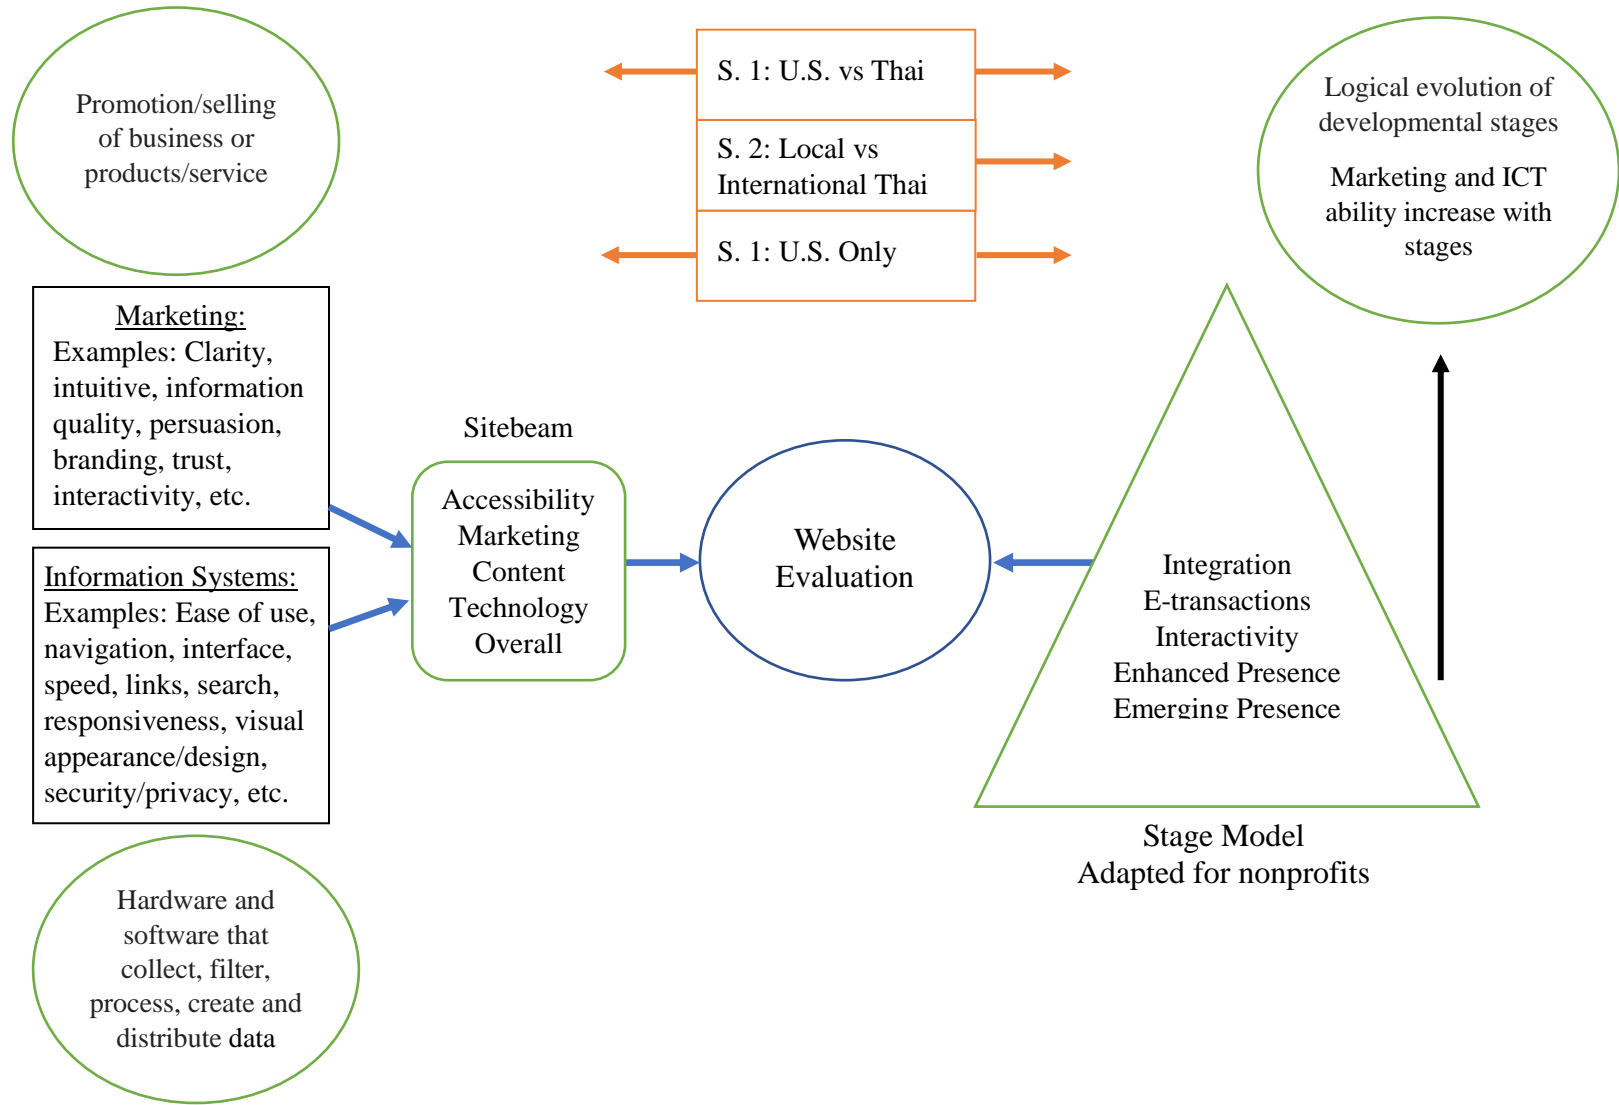 Promotion/selling
of business or
products/service
S. 1: U.S. vs Thai
S. 2: Local vs
International Thai
S. 1: U.S. Only
Logical evolution of
developmental stages
Marketing and ICT
ability increase with
stages
Marketing:
Examples: Clarity,
intuitive, information
quality, persuasion,
branding, trust,
interactivity, etc.
Information Systems:
Examples: Ease of use,
navigation, interface,
speed, links, search,
responsiveness, visual
appearance/design,
security/privacy, etc.
Hardware and
software that
collect, filter,
process, create and
distribute data
Sitebeam
Accessibility
Marketing
Content
Technology
Overall
Website
Evaluation
Integration
E-transactions
Interactivity
Enhanced Presence
Emerging Presence
Stage Model
Adapted for nonprofits